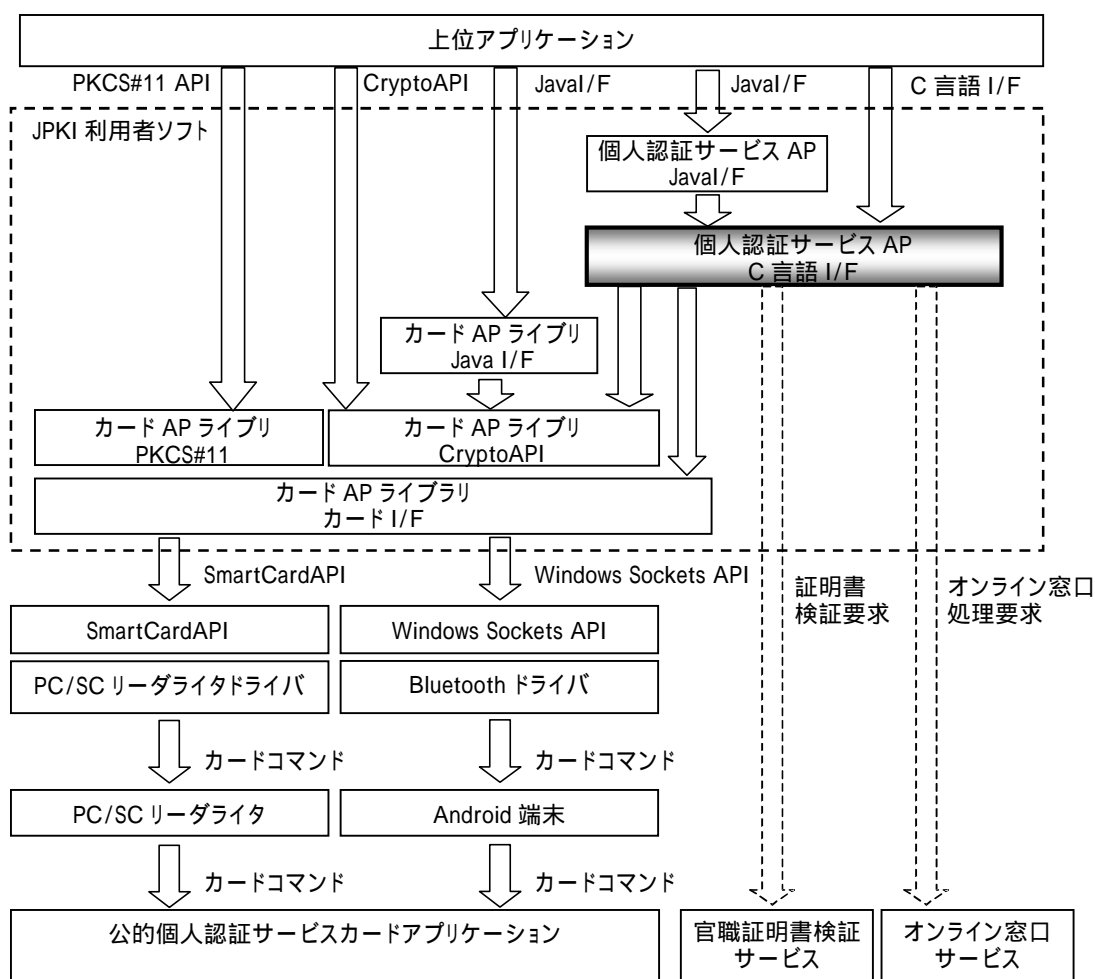 上位アプリケーション
PKCS#11 API
CryptoAPI
JavaI/F
JavaI/F
C 言語 I/F
JPKI 利用者ソフト
個人認証サービス AP
JavaI/F
個人認証サービス AP
C 言語 I/F
カード AP ライブリ
Java I/F
カード AP ライブリ
PKCS#11
カード AP ライブリ
CryptoAPI
カード AP ライブラリ
カード I/F
SmartCardAPI
Windows Sockets API
証明書
検証要求
オンライン窓口
処理要求
SmartCardAPI
Windows Sockets API
PC/SC リーダライタドライバ
Bluetooth ドライバ
カードコマンド
カードコマンド
PC/SC リーダライタ
Android 端末
カードコマンド
カードコマンド
公的個人認証サービスカードアプリケーション
官職証明書検証
サービス
オンライン窓口
サービス